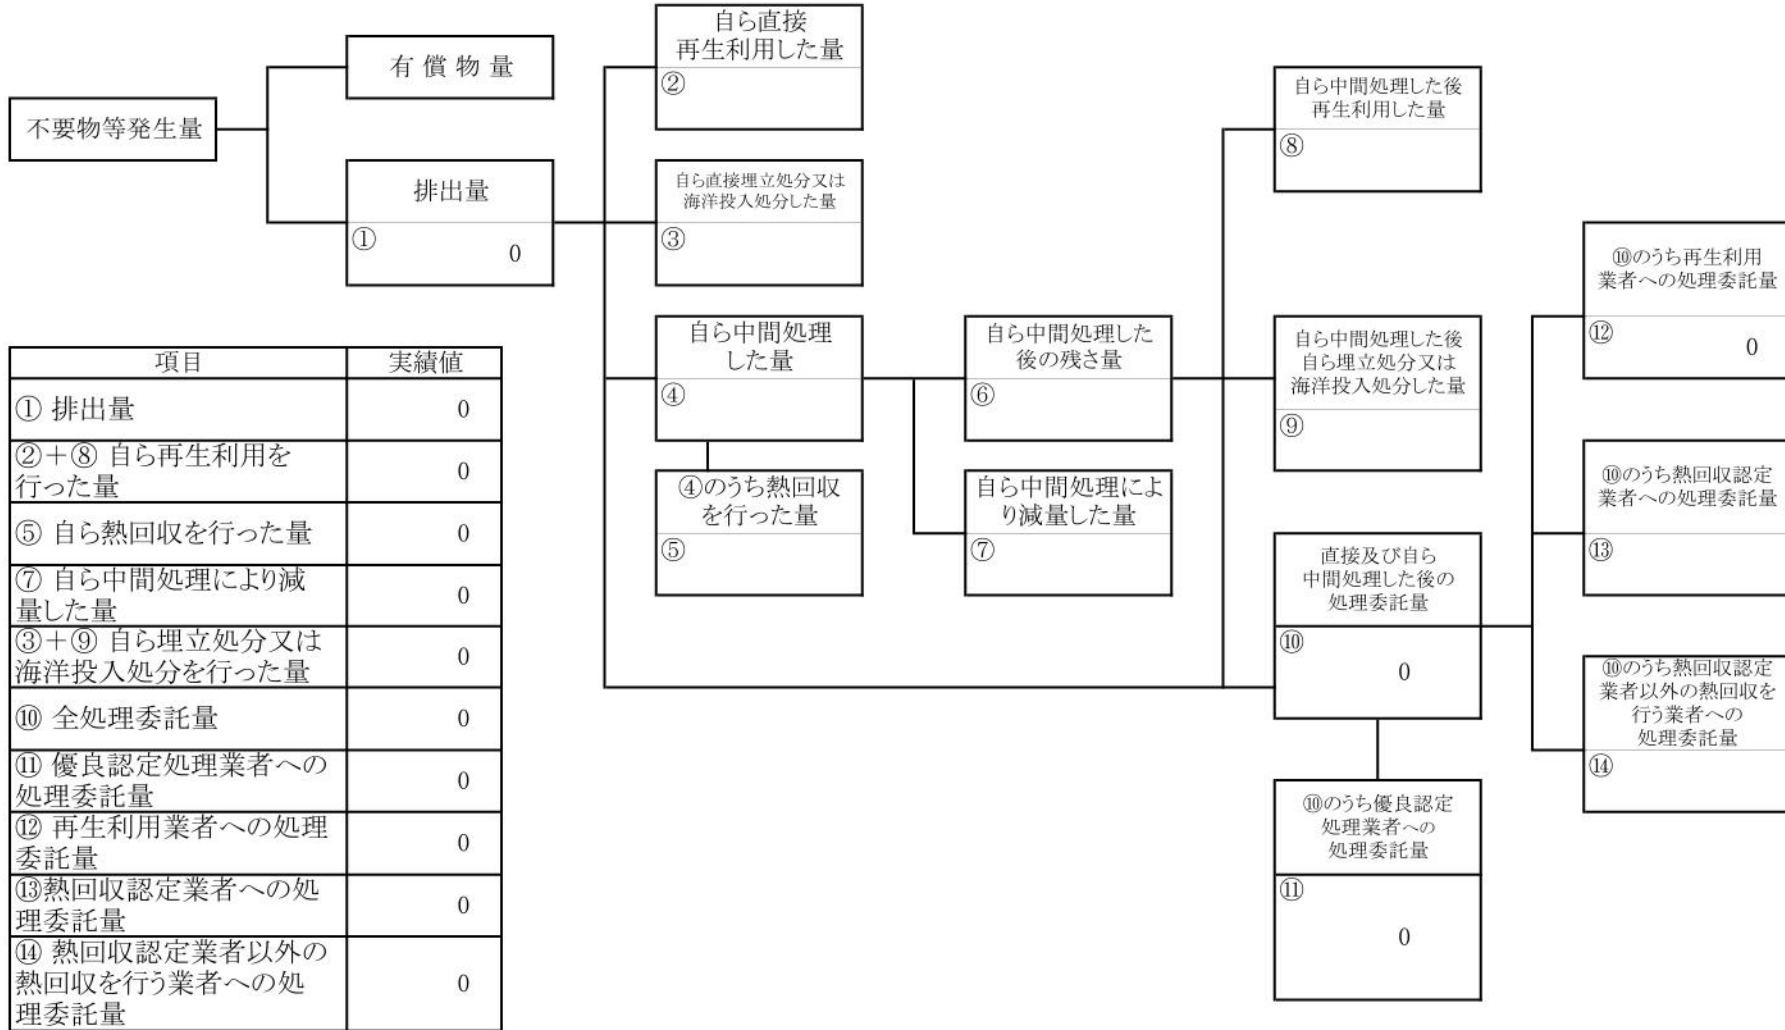 不要物等発生量
有償物量
排出量
①
0
自ら直接
再生利用した量
②
自ら直接埋立処分又は
海洋投入処分した量
③
自ら中間処理
した量
④
④のうち熱回収
を行った量
⑤
自ら中間処理した
後の残さ量
⑥
自ら中間処理によ
り減量した量
⑦
自ら中間処理した後
再生利用した量
⑧
自ら中間処理した後
自ら埋立処分又は
海洋投入処分した量
⑨
直接及び自ら
中間処理した後の
処理委託量
⑩
0
⑩のうち優良認定
処理業者への
処理委託量
⑪
0
⑩のうち再生利用
業者への処理委託量
⑫
0
⑩のうち熱回収認定
業者への処理委託量
⑬
⑩のうち熱回収認定
業者以外の熱回収を
行う業者への
処理委託量
⑭
項目 実績値
① 排出量 0
②+⑧ 自ら再生利用を
行った量 0
⑤ 自ら熱回収を行った量 0
⑦ 自ら中間処理により減
量した量 0
③+⑨ 自ら埋立処分又は
海洋投入処分を行った量 0
⑩ 全処理委託量 0
⑪ 優良認定処理業者への
処理委託量 0
⑫ 再生利用業者への処理
委託量 0
⑬熱回収認定業者への処
理委託量 0
⑭ 熱回収認定業者以外の
熱回収を行う業者への処
理委託量 0